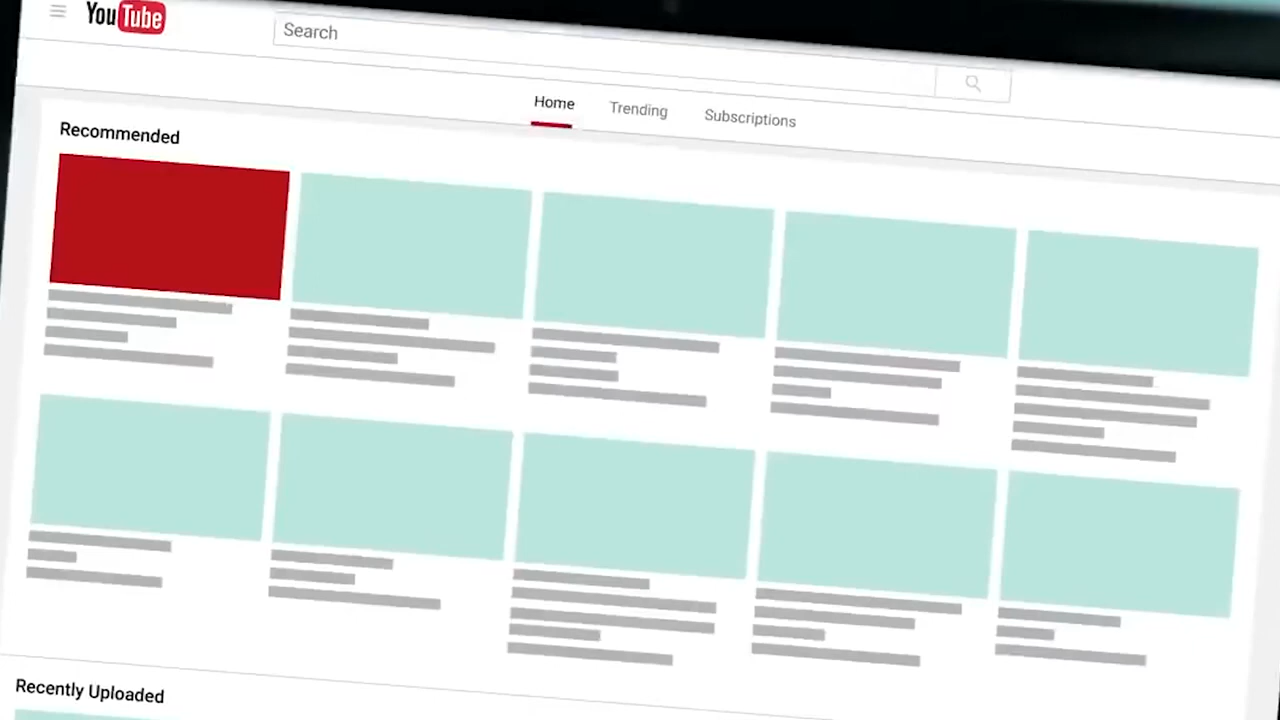 YouTube
Search
Home Trending Subscriptions
Recommended
Recently Uploaded